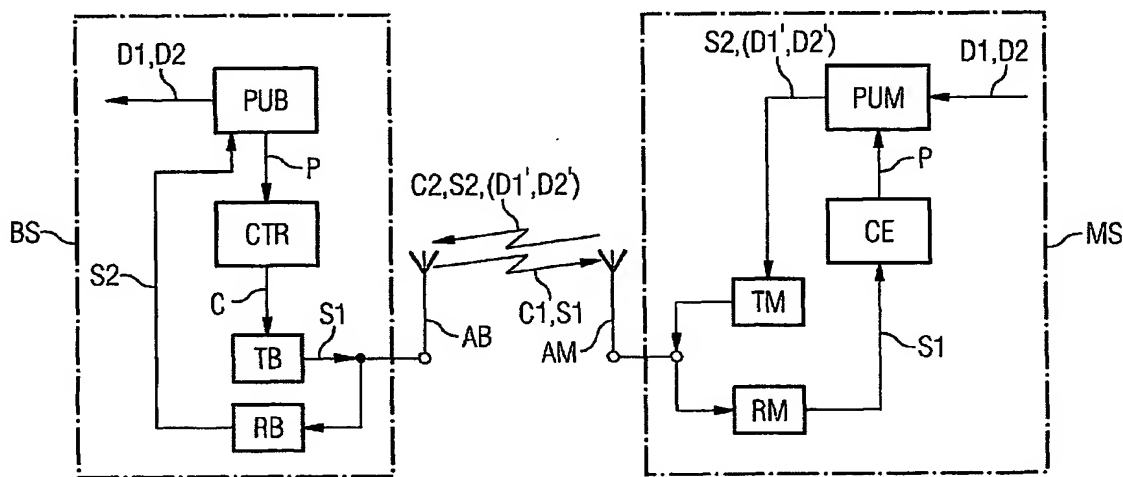 D1,D2
PUB
P
CTR
C
TB
S1
RB
S2
BS
C2,S2,(D1',D2')
C1,S1
AB
AM
S2,(D1',D2')
D1,D2
PUM
P
CE
TM
S1
RM
MS